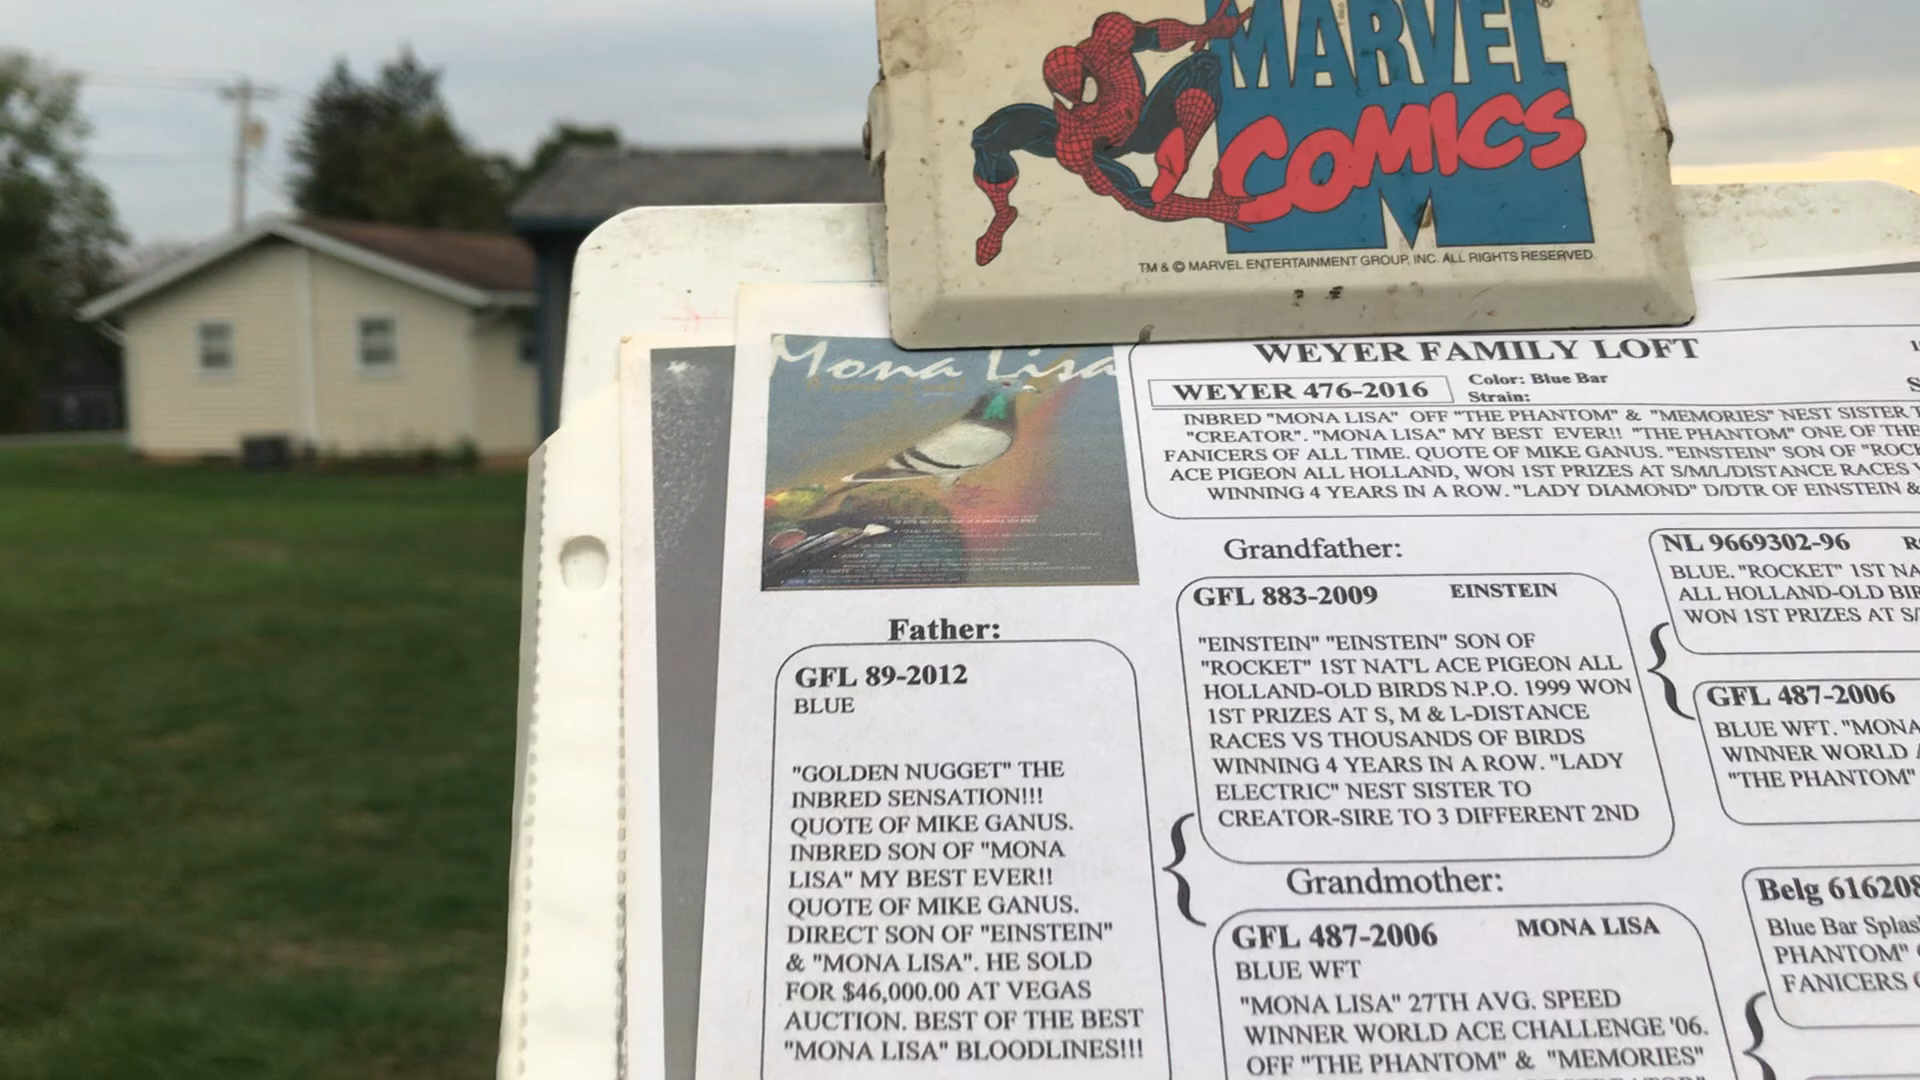 MARVEL
COMICS
TM & © MARVEL ENTERTAINMENT GROUP, INC. ALL RIGHTS RESERVED.
Mona Lisa
WEYER FAMILY LOFT
WEYER 476-2016
Color: Blue Bar
Strain:
INBRED "MONA LISA" OFF "THE PHANTOM" & "MEMORIES" NEST SISTER
"CREATOR". "MONA LISA" MY BEST EVER!! "THE PHANTOM" ONE OF THE
FANICERS OF ALL TIME. QUOTE OF MIKE GANUS. "EINSTEIN" SON OF
ACE PIGEON ALL HOLLAND, WON 1ST PRIZES AT S/M/L/DISTANCE RACES
WINNING 4 YEARS IN A ROW. "LADY DIAMOND" D/DTR OF EINSTEIN &
Father:
GFL 89-2012
BLUE
"GOLDEN NUGGET" THE
INBRED SENSATION!!!
QUOTE OF MIKE GANUS.
INBRED SON OF "MONA
LISA" MY BEST EVER!!
QUOTE OF MIKE GANUS.
DIRECT SON OF "EINSTEIN"
& "MONA LISA". HE SOLD
FOR $46,000.00 AT VEGAS
AUCTION. BEST OF THE BEST
"MONA LISA" BLOODLINES!!!
Grandfather:
GFL 883-2009 EINSTEIN
"EINSTEIN" "EINSTEIN" SON OF
"ROCKET" 1ST NAT'L ACE PIGEON ALL
HOLLAND-OLD BIRDS N.P.O. 1999 WON
1ST PRIZES AT S, M & L-DISTANCE
RACES VS THOUSANDS OF BIRDS
WINNING 4 YEARS IN A ROW. "LADY
ELECTRIC" NEST SISTER TO
CREATOR-SIRE TO 3 DIFFERENT 2ND
Grandmother:
GFL 487-2006 MONA LISA
BLUE WFT
"MONA LISA" 27TH AVG. SPEED
WINNER WORLD ACE CHALLENGE '06.
OFF "THE PHANTOM" & "MEMORIES"
NL 9669302-96
BLUE. "ROCKET" 1ST
ALL HOLLAND-OLD
WON 1ST PRIZES AT
GFL 487-2006
BLUE WFT. "MONA
WINNER WORLD
"THE PHANTOM"
Belg 616208
Blue Bar Splas
PHANTOM"
FANICERS